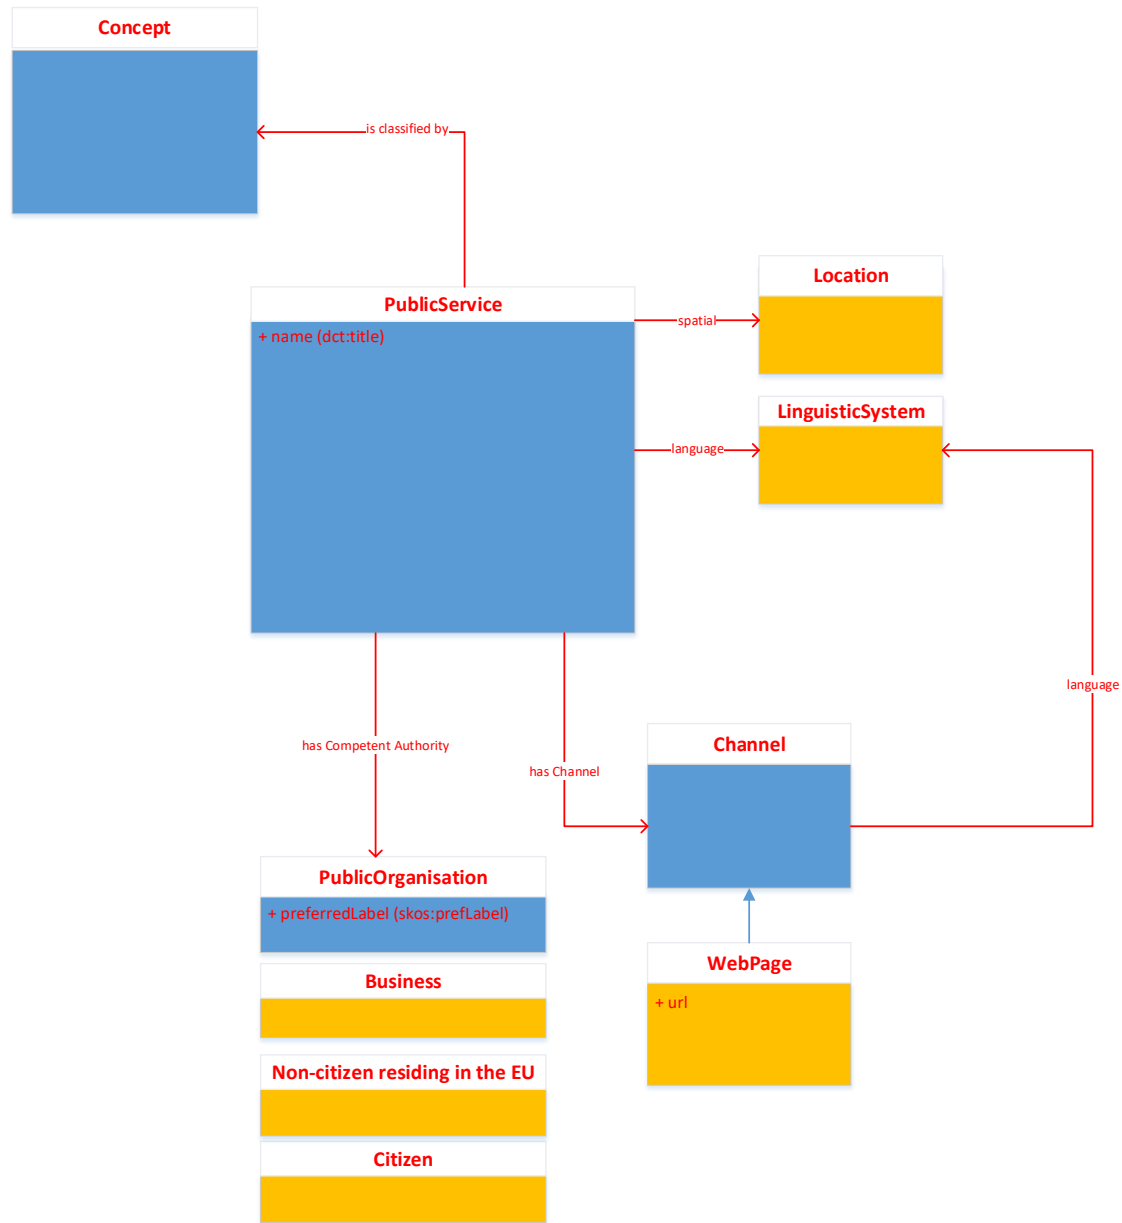 Concept
is classified by
Location
PublicService
+ name (dct:title)
spatial
LinguisticSystem
language
language
has Competent Authority
has Channel
Channel
PublicOrganisation
+ preferredLabel (skos:prefLabel)
Business
WebPage
+ url
Non-citizen residing in the EU
Citizen